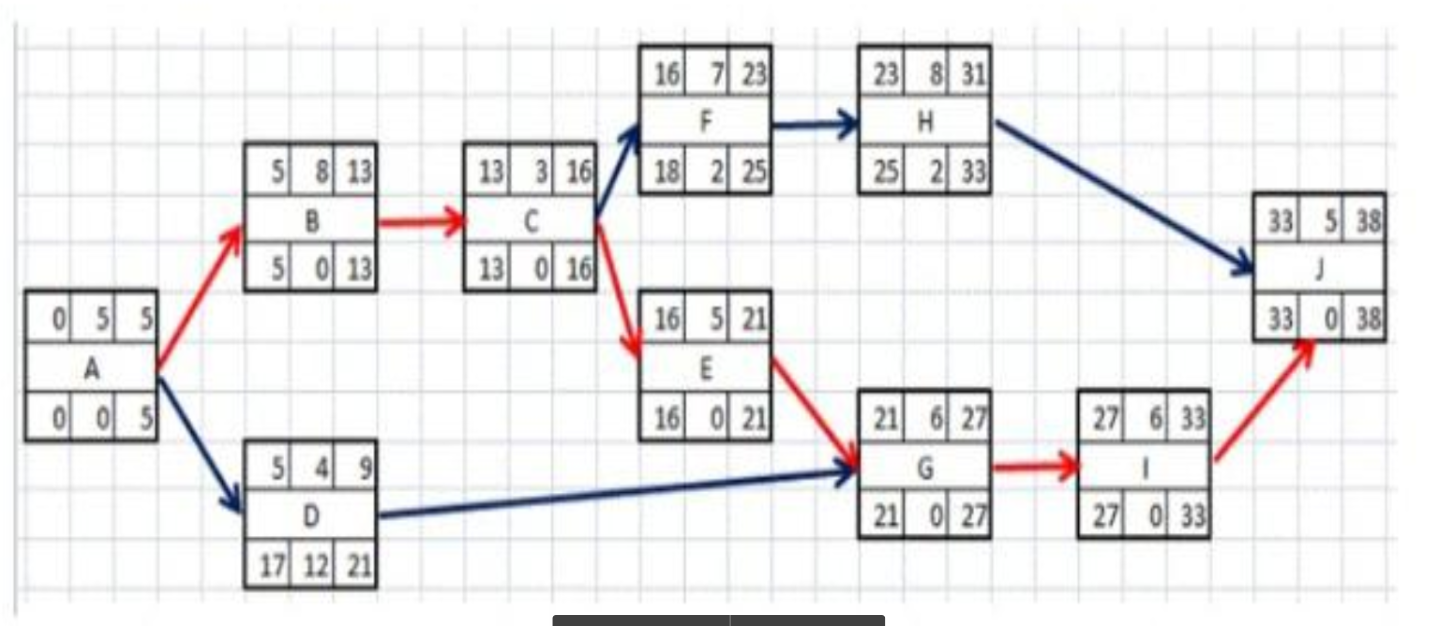 16 7 23
F
18 2 25
23 8 31
H
25 2 33
5 8 13
B
5 0 13
13 3 16
C
13 0 16
33 5 38
J
33 0 38
0 5 5
A
0 0 5
16 5 21
E
16 0 21
21 6 27
G
21 0 27
27 6 33
I
27 0 33
5 4 9
D
17 12 21